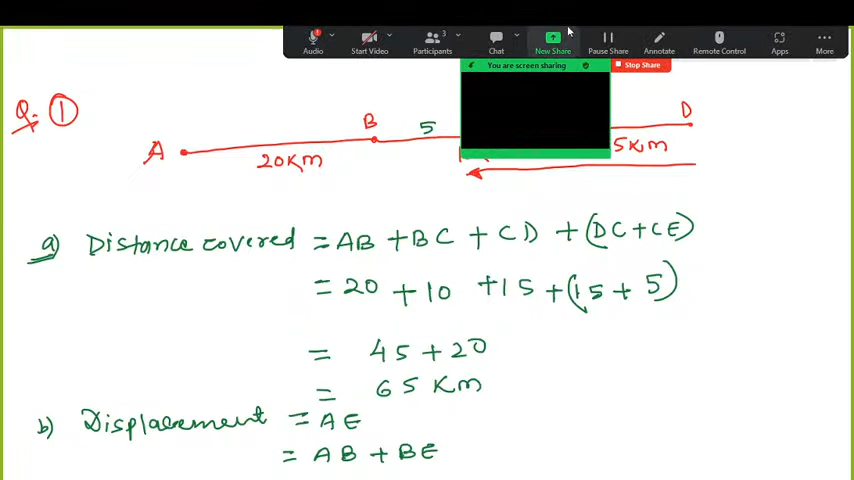 Audio Start Video Participants 3 Chat New Share Pause Share Annotate Remote Control Apps More
You are screen sharing Stop Share
Q. 1
A B 5 D
20Km 5Km
a) Distance covered = AB + BC + CD + (DC + CE)
= 20 + 10 + 15 + (15 + 5)
= 45 + 20
= 65 Km
b) Displacement = AE
= AB + BE